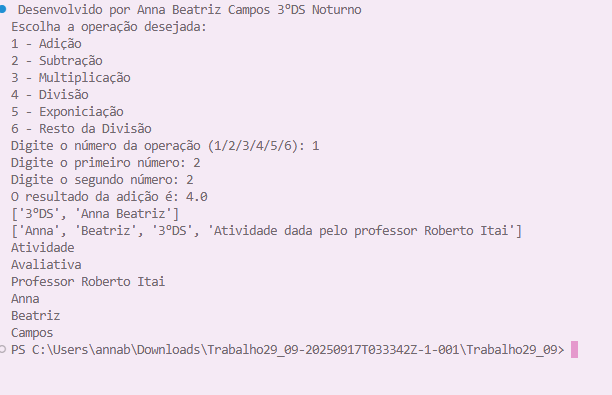 Desenvolvido por Anna Beatriz Campos 3ºDS Noturno
Escolha a operação desejada:
1 - Adição
2 - Subtração
3 - Multiplicação
4 - Divisão
5 - Exponiciação
6 - Resto da Divisão
Digite o número da operação (1/2/3/4/5/6): 1
Digite o primeiro número: 2
Digite o segundo número: 2
O resultado da adição é: 4.0
['3ºDS', 'Anna Beatriz']
['Anna', 'Beatriz', '3ºDS', 'Atividade dada pelo professor Roberto Itai']
Atividade
Avaliativa
Professor Roberto Itai
Anna
Beatriz
Campos
PS C:\Users\annab\Downloads\Trabalho29_09-20250917T033342Z-1-001\Trabalho29_09>